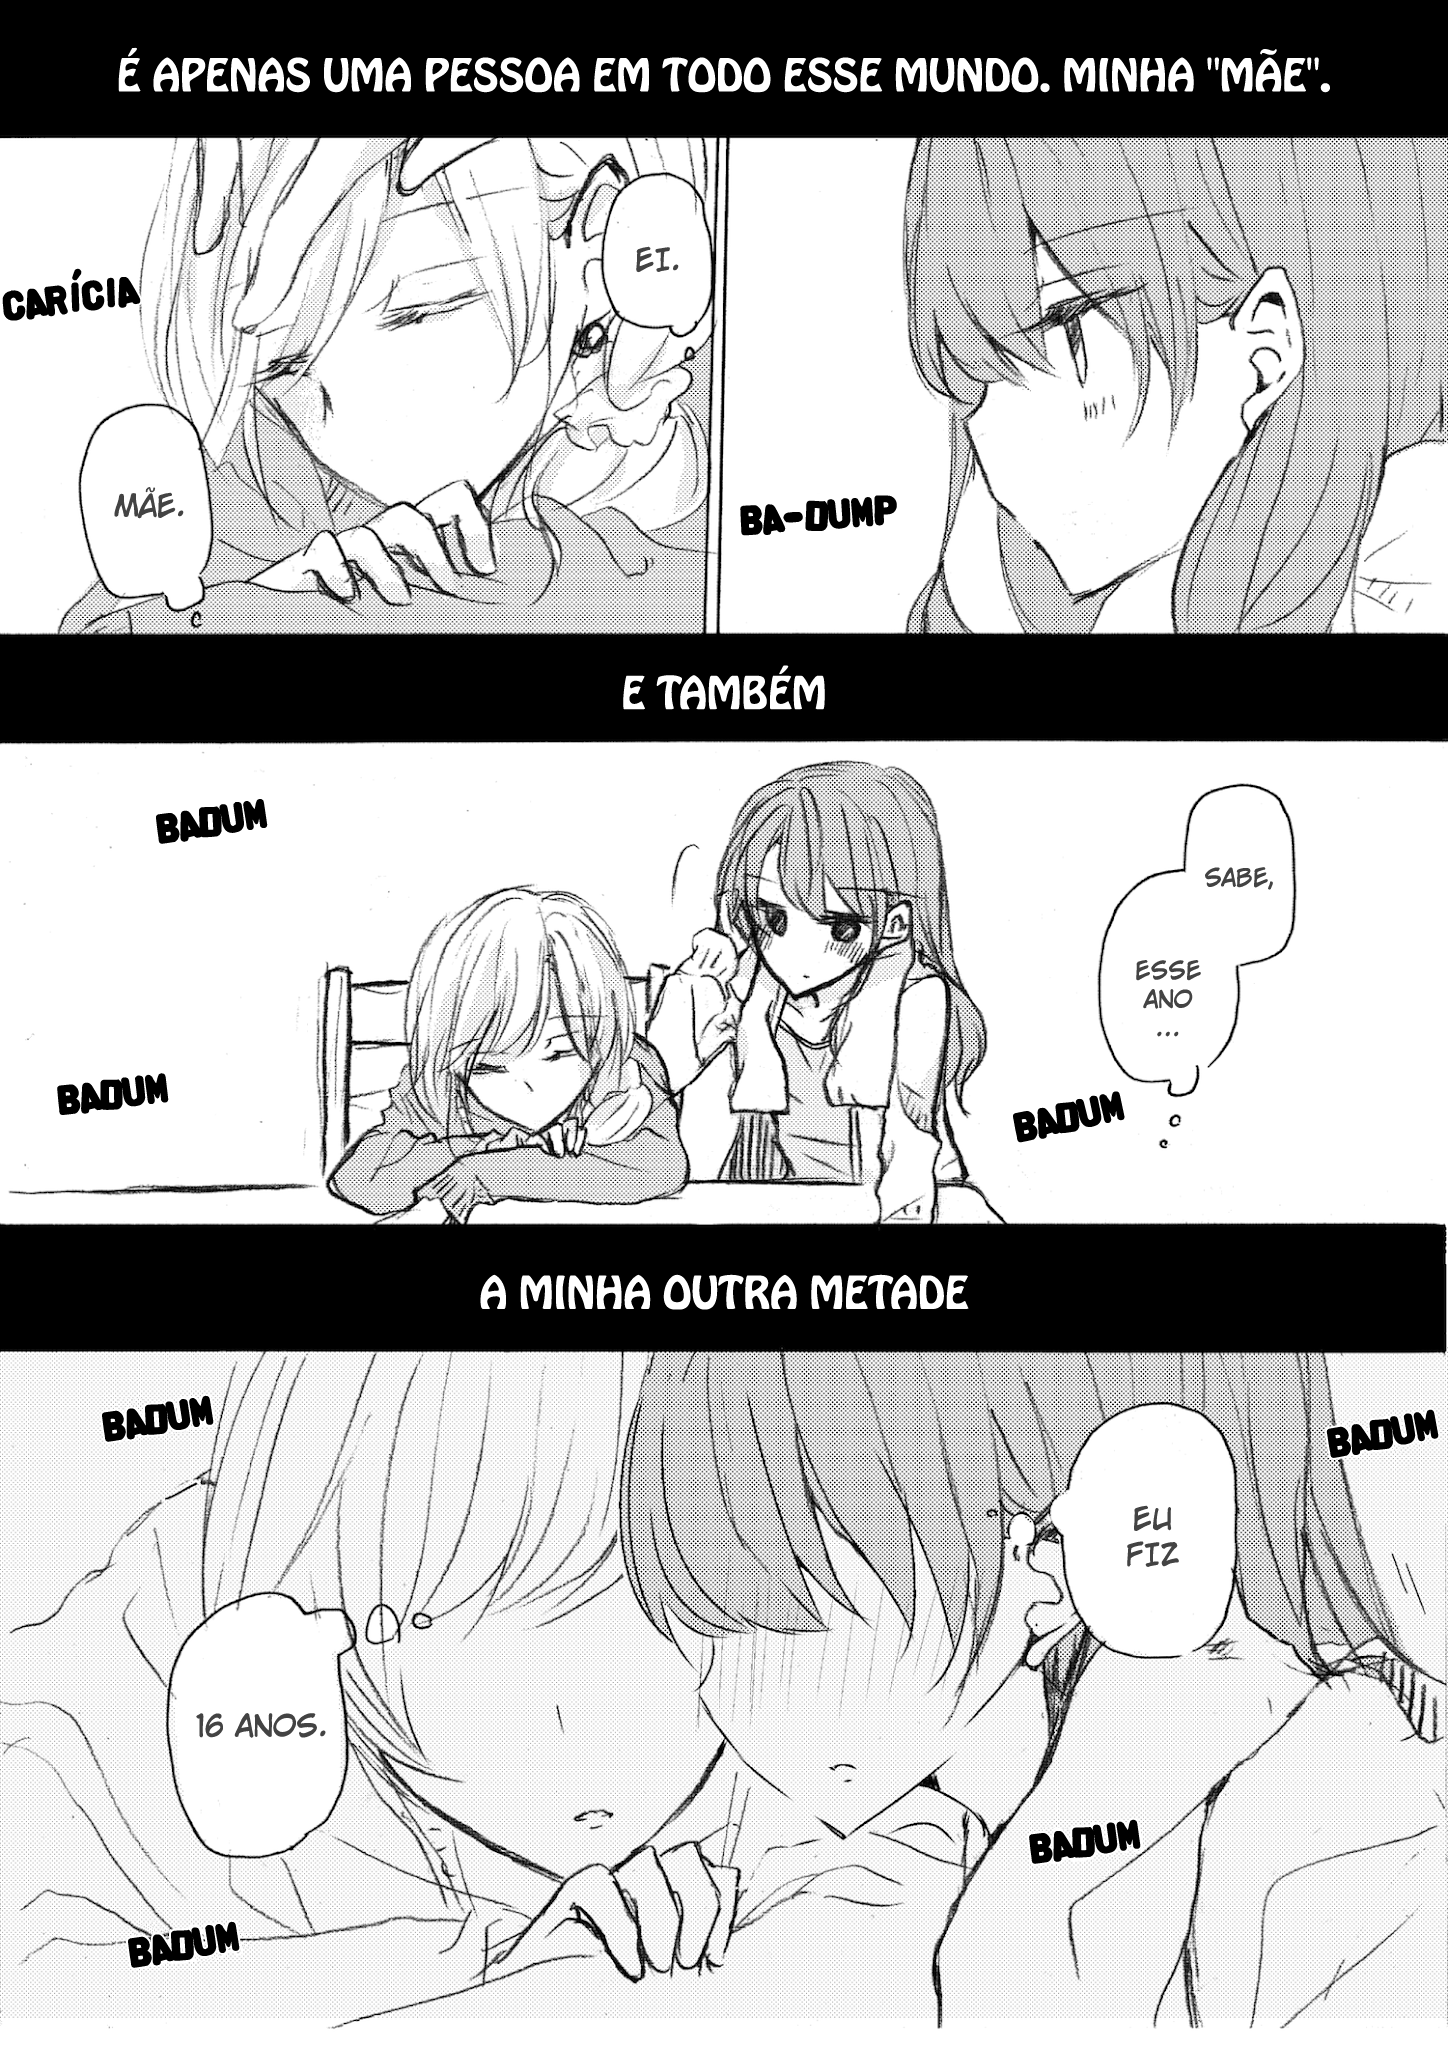 É APENAS UMA PESSOA EM TODO ESSE MUNDO. MINHA "MÃE".
EI.
CARÍCIA
MÃE.
BA-DUMP
E TAMBÉM
BADUM
SABE,
ESSE
ANO
...
BADUM
BADUM
A MINHA OUTRA METADE
BADUM
BADUM
EU
FIZ
16 ANOS.
BADUM
BADUM